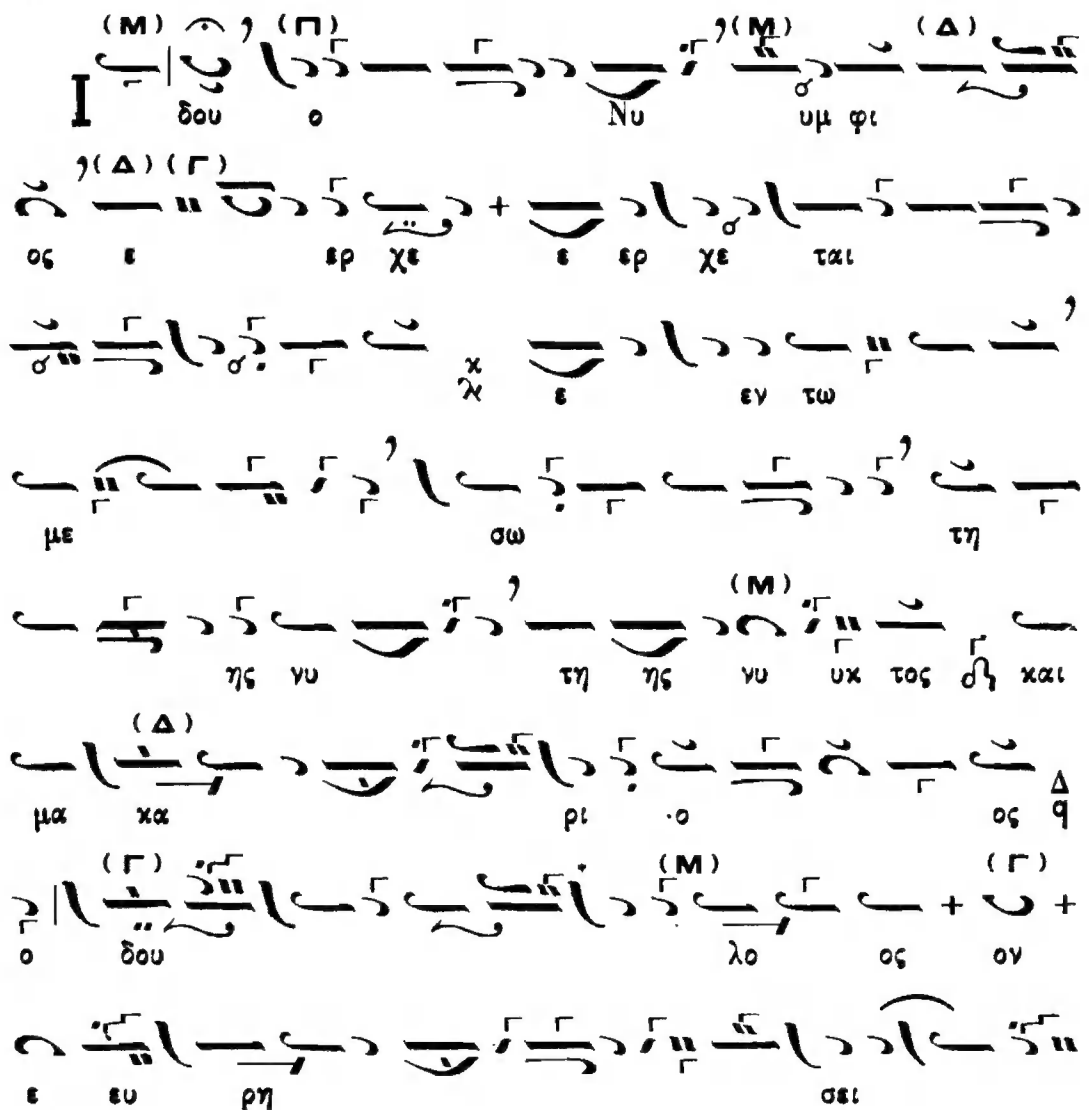 (Μ) (Π) (Μ) (Δ)
Ι δου ο Νυ υμ φι
(Δ) (Γ)
ος ε ερ χε ε ερ χε ται
ε εν τω
με σω τη
(Μ)
ης νυ τη ης νυ υκ τος και
(Δ)
μα κα ρι ο ος Δ
(Γ) (Μ) (Γ)
ο δου λο ος ον
ε ευ ρη σει